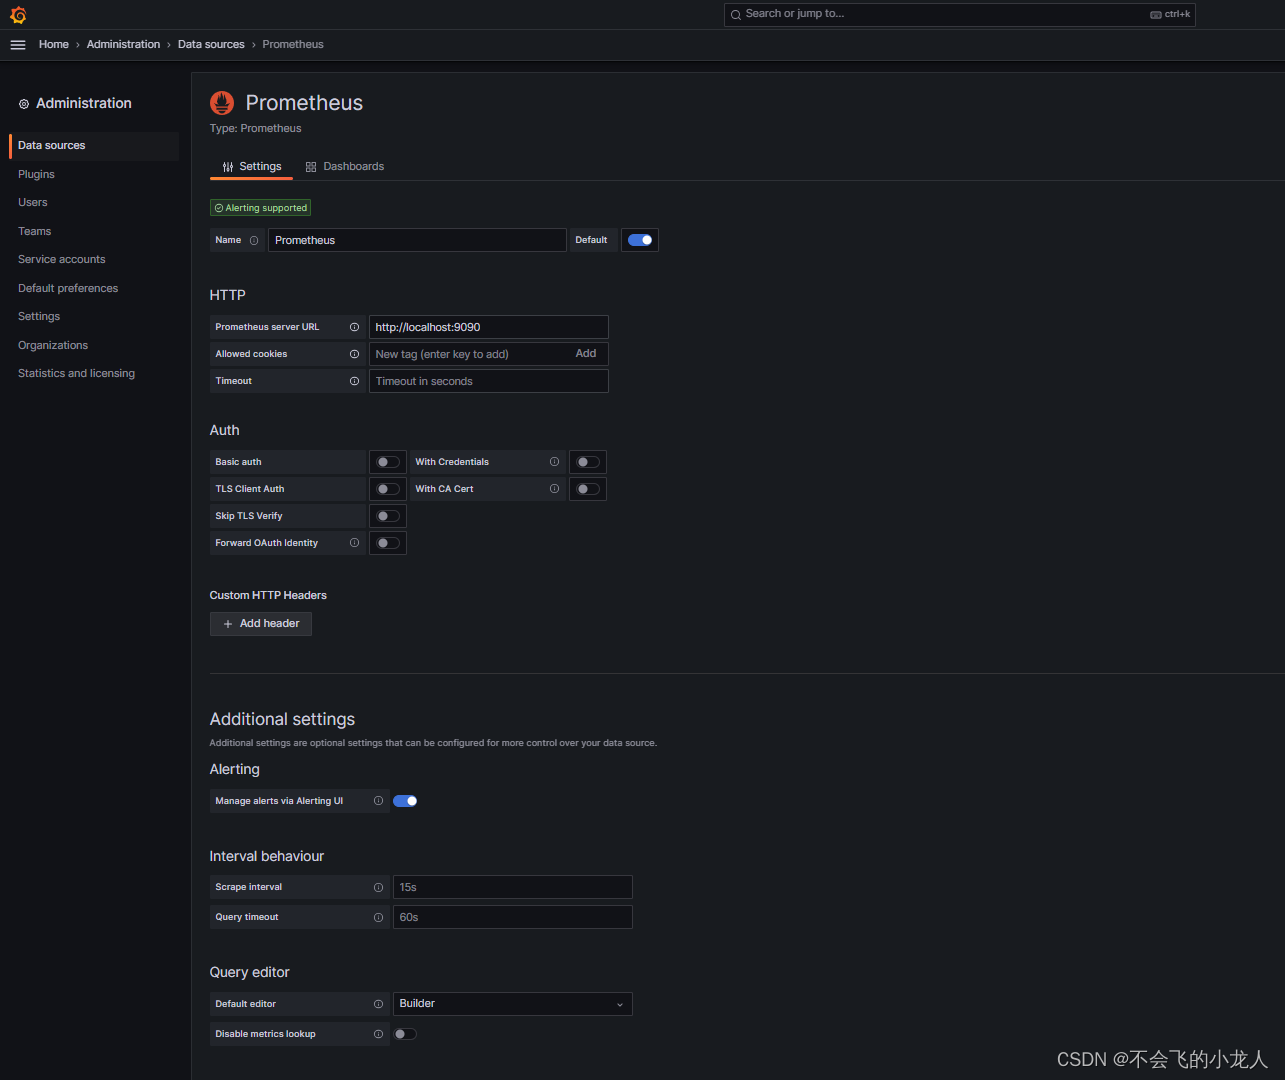 Search or jump to...
ctrl+k
Home › Administration › Data sources › Prometheus
Administration
Data sources
Plugins
Users
Teams
Service accounts
Default preferences
Settings
Organizations
Statistics and licensing
Prometheus
Type: Prometheus
Settings
Dashboards
Alerting supported
Name
Prometheus
Default
HTTP
Prometheus server URL
http://localhost:9090
Allowed cookies
New tag (enter key to add)
Add
Timeout
Timeout in seconds
Auth
Basic auth
With Credentials
TLS Client Auth
With CA Cert
Skip TLS Verify
Forward OAuth Identity
Custom HTTP Headers
+ Add header
Additional settings
Additional settings are optional settings that can be configured for more control over your data source.
Alerting
Manage alerts via Alerting UI
Interval behaviour
Scrape interval
15s
Query timeout
60s
Query editor
Default editor
Builder
Disable metrics lookup
CSDN @不会飞的小龙人